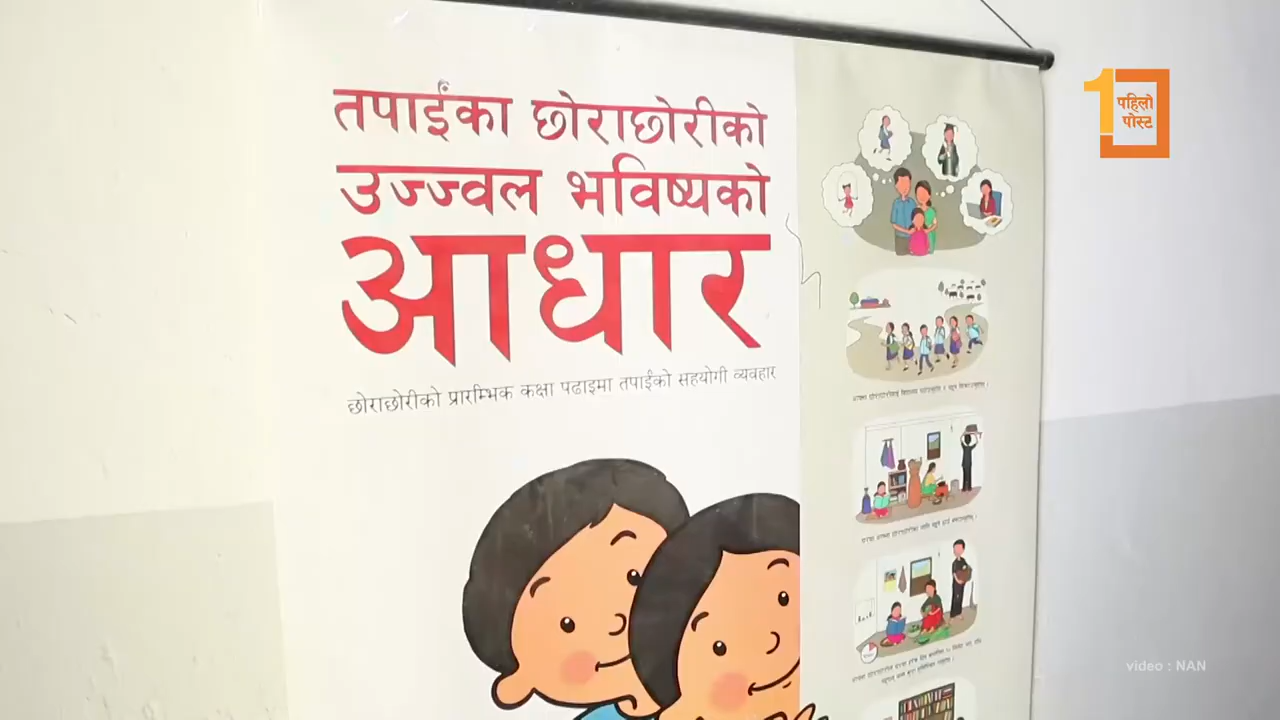 तपाईंका छोराछोरीको
उज्ज्वल भविष्यको
आधार
छोराछोरीको प्रारम्भिक कक्षा पढाइमा तपाईंको सहयोगी व्यवहार
पहिलो
पोस्ट
video : NAN